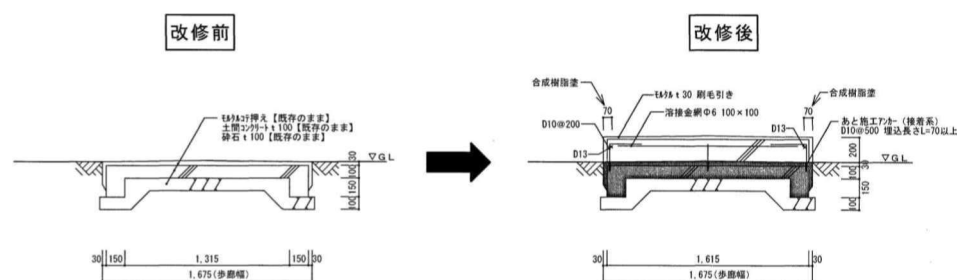 改修前
モルタルコテ押え【既存のまま】
土間コンクリート t 100【既存のまま】
砕石 t 100【既存のまま】
▽GL
30
100
150
100
30
150
1,315
150
30
1,675(歩廊幅)
改修後
合成樹脂塗
70
モルタル t 30 刷毛引き
溶接金網Φ6 100×100
合成樹脂塗
70
D10@200
D13
D13
あと施工アンカー(接着系)
D10@500 埋込長さL=70以上
200
▽GL
30
100
150
100
30
1,615
30
1,675(歩廊幅)